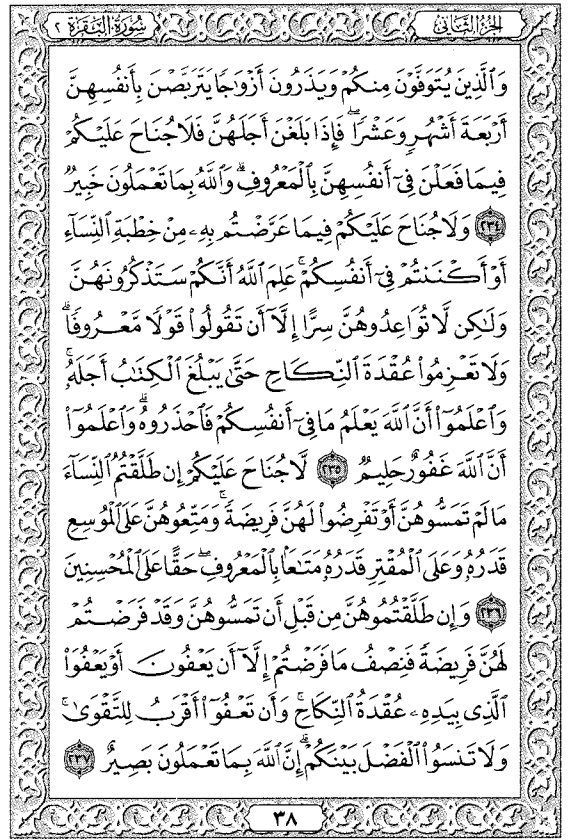 الجزء الثاني
سورة البقرة ٢
وَٱلَّذِينَ يُتَوَفَّوْنَ مِنكُمْ وَيَذَرُونَ أَزْوَٰجًا يَتَرَبَّصْنَ بِأَنفُسِهِنَّ
أَرْبَعَةَ أَشْهُرٍ وَعَشْرًا ۖ فَإِذَا بَلَغْنَ أَجَلَهُنَّ فَلَا جُنَاحَ عَلَيْكُمْ
فِيمَا فَعَلْنَ فِىٓ أَنفُسِهِنَّ بِٱلْمَعْرُوفِ ۗ وَٱللَّهُ بِمَا تَعْمَلُونَ خَبِيرٌ
٢٣٤ وَلَا جُنَاحَ عَلَيْكُمْ فِيمَا عَرَّضْتُم بِهِۦ مِنْ خِطْبَةِ ٱلنِّسَآءِ
أَوْ أَكْنَنتُمْ فِىٓ أَنفُسِكُمْ ۚ عَلِمَ ٱللَّهُ أَنَّكُمْ سَتَذْكُرُونَهُنَّ
وَلَٰكِن لَّا تُوَاعِدُوهُنَّ سِرًّا إِلَّآ أَن تَقُولُوا۟ قَوْلًا مَّعْرُوفًا ۚ
وَلَا تَعْزِمُوا۟ عُقْدَةَ ٱلنِّكَاحِ حَتَّىٰ يَبْلُغَ ٱلْكِتَٰبُ أَجَلَهُۥ ۚ
وَٱعْلَمُوٓا۟ أَنَّ ٱللَّهَ يَعْلَمُ مَا فِىٓ أَنفُسِكُمْ فَٱحْذَرُوهُ ۚ وَٱعْلَمُوٓا۟
أَنَّ ٱللَّهَ غَفُورٌ حَلِيمٌ ٢٣٥ لَّا جُنَاحَ عَلَيْكُمْ إِن طَلَّقْتُمُ ٱلنِّسَآءَ
مَا لَمْ تَمَسُّوهُنَّ أَوْ تَفْرِضُوا۟ لَهُنَّ فَرِيضَةً ۚ وَمَتِّعُوهُنَّ عَلَى ٱلْمُوسِعِ
قَدَرُهُۥ وَعَلَى ٱلْمُقْتِرِ قَدَرُهُۥ مَتَٰعًۢا بِٱلْمَعْرُوفِ ۖ حَقًّا عَلَى ٱلْمُحْسِنِينَ
٢٣٦ وَإِن طَلَّقْتُمُوهُنَّ مِن قَبْلِ أَن تَمَسُّوهُنَّ وَقَدْ فَرَضْتُمْ
لَهُنَّ فَرِيضَةً فَنِصْفُ مَا فَرَضْتُمْ إِلَّآ أَن يَعْفُونَ أَوْ يَعْفُوَا۟
ٱلَّذِى بِيَدِهِۦ عُقْدَةُ ٱلنِّكَاحِ ۚ وَأَن تَعْفُوٓا۟ أَقْرَبُ لِلتَّقْوَىٰ ۚ
وَلَا تَنسَوُا۟ ٱلْفَضْلَ بَيْنَكُمْ ۚ إِنَّ ٱللَّهَ بِمَا تَعْمَلُونَ بَصِيرٌ ٢٣٧
٣٨